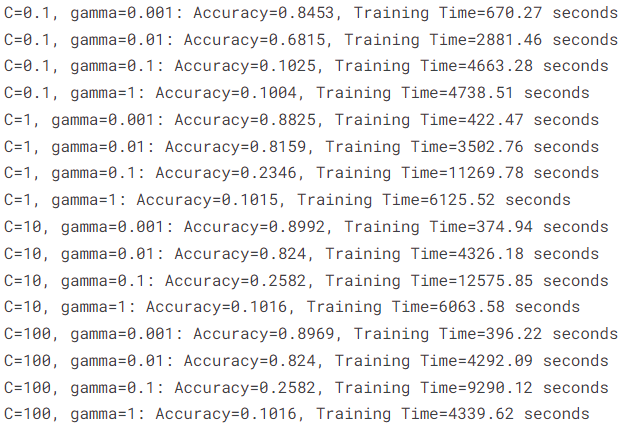 C=0.1, gamma=0.001: Accuracy=0.8453, Training Time=670.27 seconds
C=0.1, gamma=0.01: Accuracy=0.6815, Training Time=2881.46 seconds
C=0.1, gamma=0.1: Accuracy=0.1025, Training Time=4663.28 seconds
C=0.1, gamma=1: Accuracy=0.1004, Training Time=4738.51 seconds
C=1, gamma=0.001: Accuracy=0.8825, Training Time=422.47 seconds
C=1, gamma=0.01: Accuracy=0.8159, Training Time=3502.76 seconds
C=1, gamma=0.1: Accuracy=0.2346, Training Time=11269.78 seconds
C=1, gamma=1: Accuracy=0.1015, Training Time=6125.52 seconds
C=10, gamma=0.001: Accuracy=0.8992, Training Time=374.94 seconds
C=10, gamma=0.01: Accuracy=0.824, Training Time=4326.18 seconds
C=10, gamma=0.1: Accuracy=0.2582, Training Time=12575.85 seconds
C=10, gamma=1: Accuracy=0.1016, Training Time=6063.58 seconds
C=100, gamma=0.001: Accuracy=0.8969, Training Time=396.22 seconds
C=100, gamma=0.01: Accuracy=0.824, Training Time=4292.09 seconds
C=100, gamma=0.1: Accuracy=0.2582, Training Time=9290.12 seconds
C=100, gamma=1: Accuracy=0.1016, Training Time=4339.62 seconds